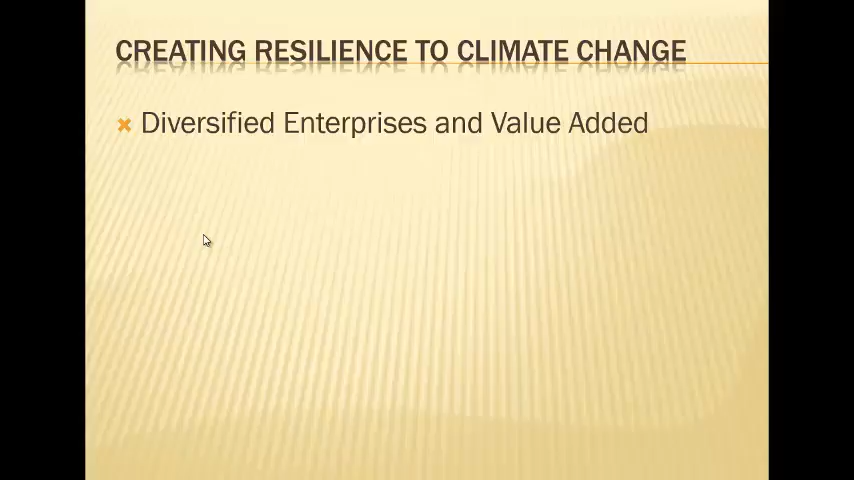 CREATING RESILIENCE TO CLIMATE CHANGE
Diversified Enterprises and Value Added